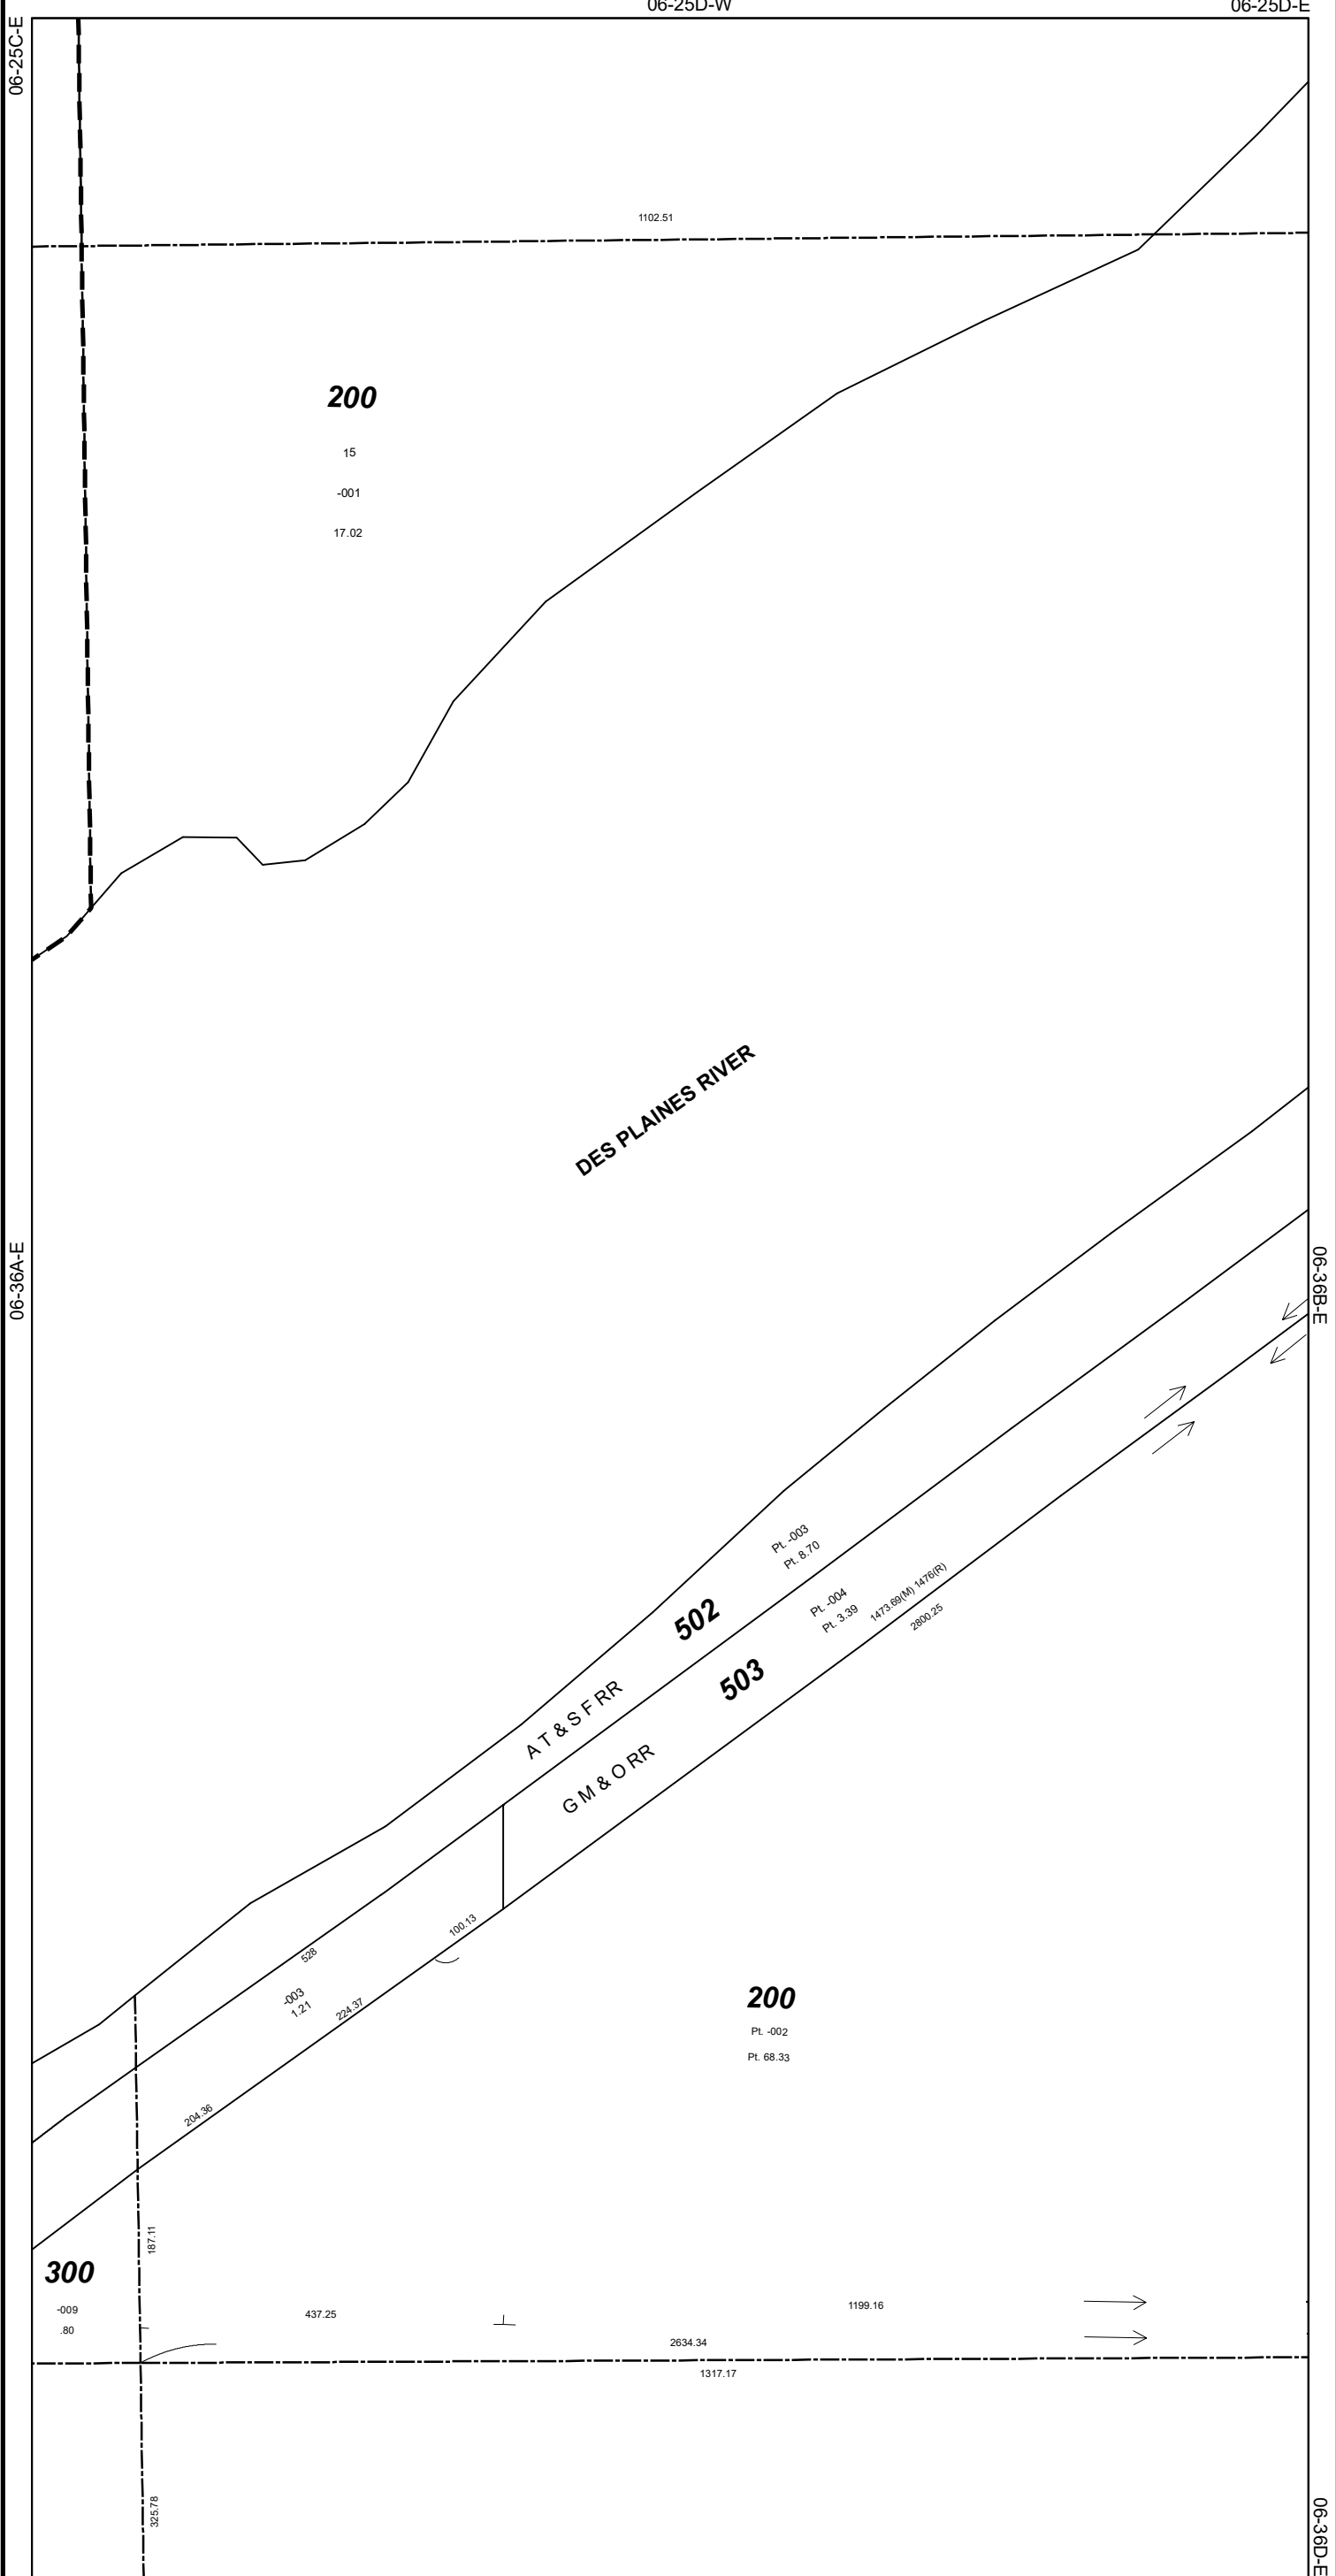 06-25D-W
06-25D-E
06-25C-E
1102.51
200
15
-001
17.02
DES PLAINES RIVER
06-36A-E
06-36B-E
Pt. -003
Pt. 8.70
502
A T & S F RR
Pt. -004
Pt. 3.39
1473.69(M) 1476(R)
2800.25
503
G M & O RR
100.13
528
-003
1.21
224.37
204.36
200
Pt. -002
Pt. 68.33
187.11
300
-009
.80
437.25
1199.16
2634.34
1317.17
325.78
06-36D-E